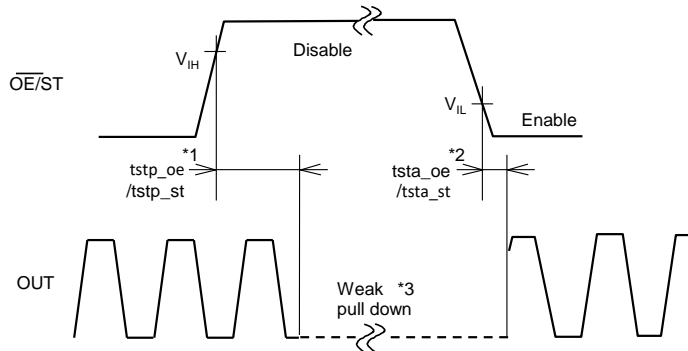 Disable
V_IH
OE/ST
V_IL
Enable
*1
tstp_oe
/tstp_st
*2
tsta_oe
/tsta_st
OUT
Weak *3
pull down